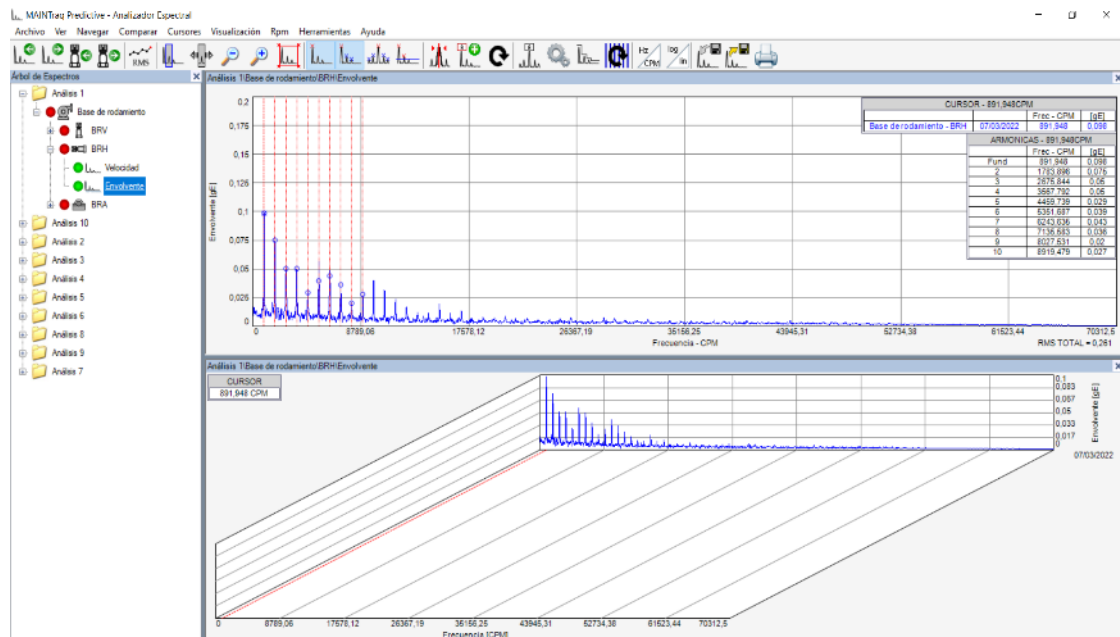 MAINTraq Predictive - Analizador Espectral
Archivo Ver Navegar Comparar Cursores Visualización Rpm Herramientas Ayuda
RMS
Hz CPM
log lin
Árbol de Espectros
Análisis 1
Base de rodamiento
BRV
BRH
Velocidad
Envolvente
BRA
Análisis 10
Análisis 2
Análisis 3
Análisis 4
Análisis 5
Análisis 6
Análisis 8
Análisis 9
Análisis 7
Análisis 1\Base de rodamiento\BRH\Envolvente
0,2
0,175
0,15
0,125
0,1
0,075
0,05
0,025
0
Envolvente [gE]
CURSOR - 891,948CPM
Frec - CPM [gE]
Base de rodamiento - BRH 07/03/2022 891,948 0,098
ARMONICAS - 891,948CPM
Frec - CPM [gE]
Fund 891,948 0,098
2 1783,896 0,075
3 2675,844 0,05
4 3567,792 0,05
5 4459,739 0,029
6 5351,687 0,039
7 6243,635 0,043
8 7135,583 0,036
9 8027,531 0,02
10 8919,479 0,027
0 8789,06 17578,12 26367,19 35156,25 43945,31 52734,38 61523,44 70312,5
Frecuencia - CPM
RMS TOTAL = 0,261
Análisis 1\Base de rodamiento\BRH\Envolvente
CURSOR
891,948 CPM
0,1
0,083
0,067
0,05
0,033
0,017
0
Envolvente [gE]
07/03/2022
0 8789,06 17578,12 26367,19 35156,25 43945,31 52734,38 61523,44 70312,5
Frecuencia [CPM]